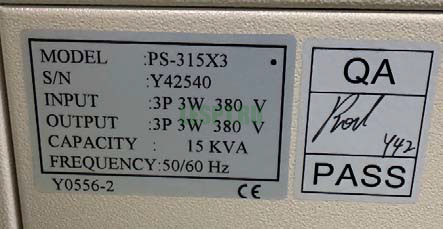 MODEL :PS-315X3
S/N :Y42540
INPUT :3P 3W 380 V
OUTPUT :3P 3W 380 V
CAPACITY : 15 KVA
FREQUENCY:50/60 Hz
Y0556-2 CE
QA
Y42
PASS